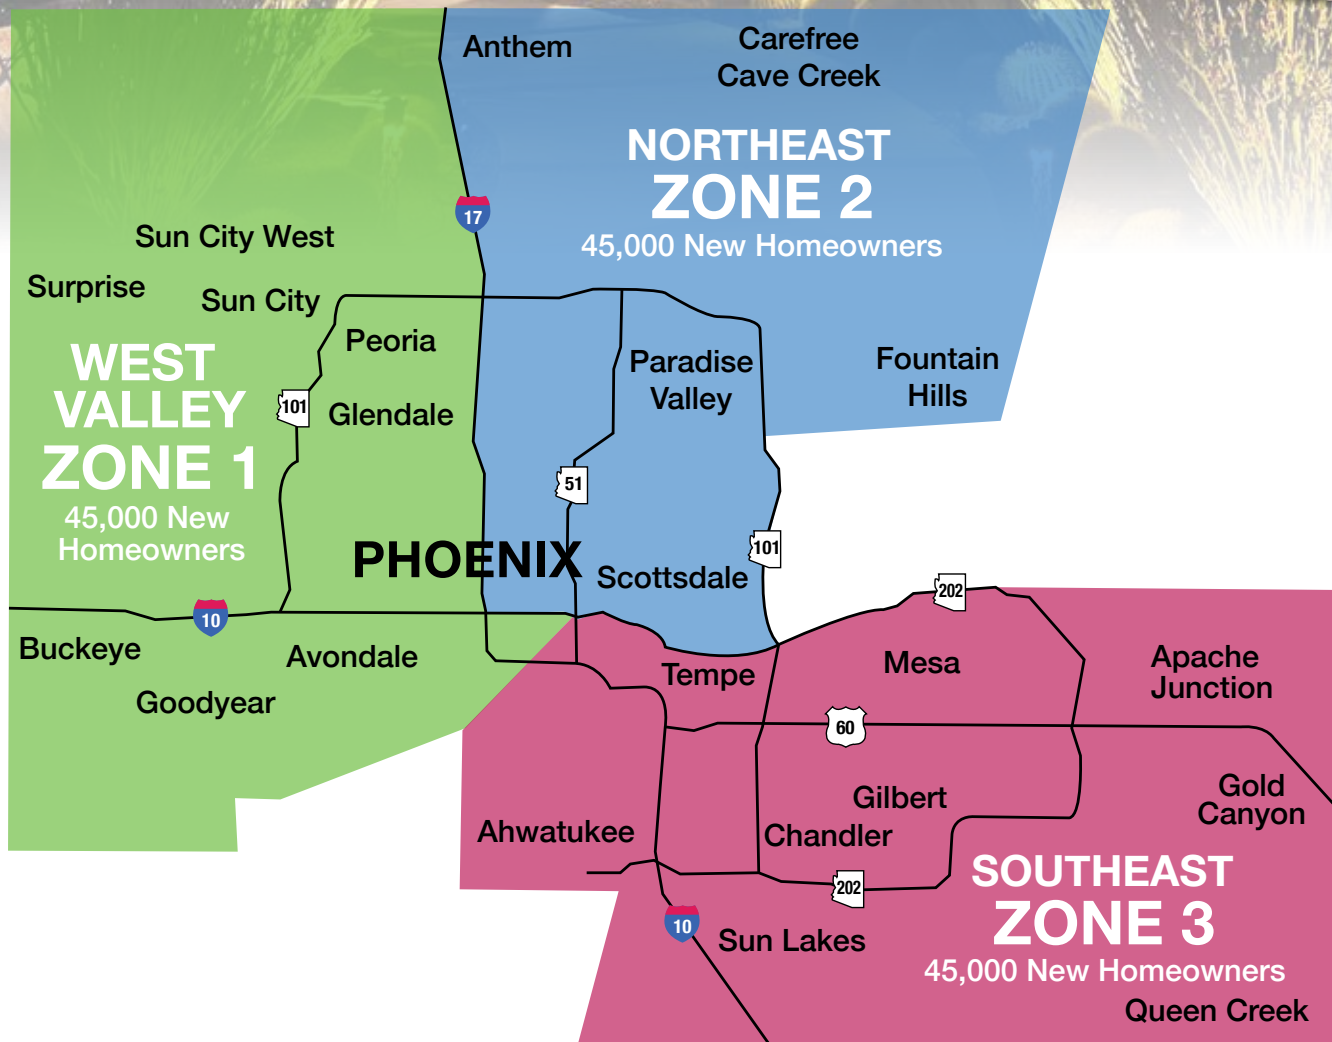 Anthem
Carefree
Cave Creek
NORTHEAST
ZONE 2
45,000 New Homeowners
17
Sun City West
Surprise
Sun City
Peoria
WEST
VALLEY
ZONE 1
45,000 New
Homeowners
101
Glendale
Paradise
Valley
Fountain
Hills
51
PHOENIX
Scottsdale
101
10
202
Buckeye
Avondale
Goodyear
Tempe
Mesa
Apache
Junction
60
Gold
Canyon
Gilbert
Ahwatukee
Chandler
202
SOUTHEAST
ZONE 3
45,000 New Homeowners
10
Sun Lakes
Queen Creek